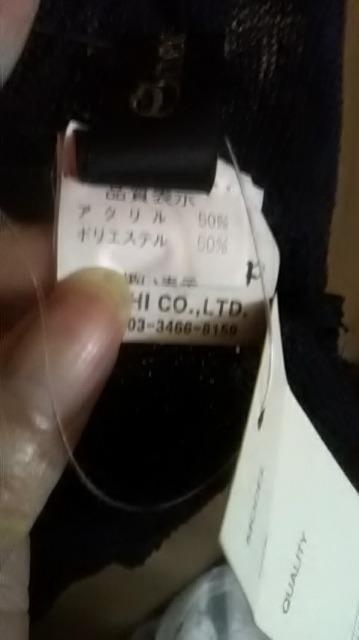 品質表示
アクリル 50%
ポリエステル 50%
HI CO.,LTD.
03-3466-8159
MODEL
QUALITY